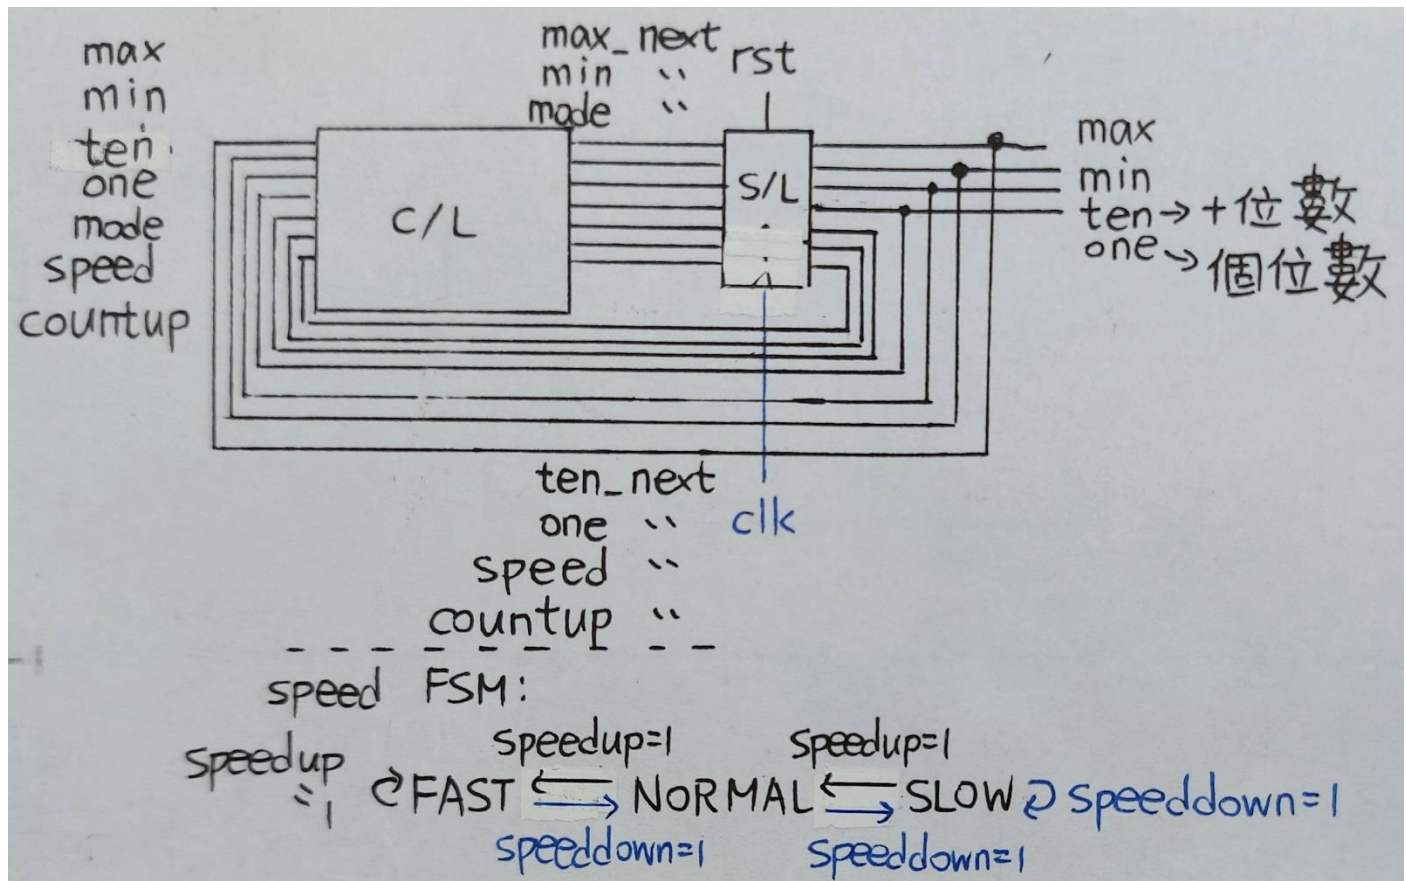 max
min
ten
one
mode
speed
countup
max_next
min "
mode "
rst
C/L
S/L
max
min
ten → 十位數
one → 個位數
ten_next
one "
speed "
countup "
clk
speed FSM:
speedup=1
speedup=1
speedup=1
FAST NORMAL SLOW
speeddown=1
speeddown=1
speeddown=1